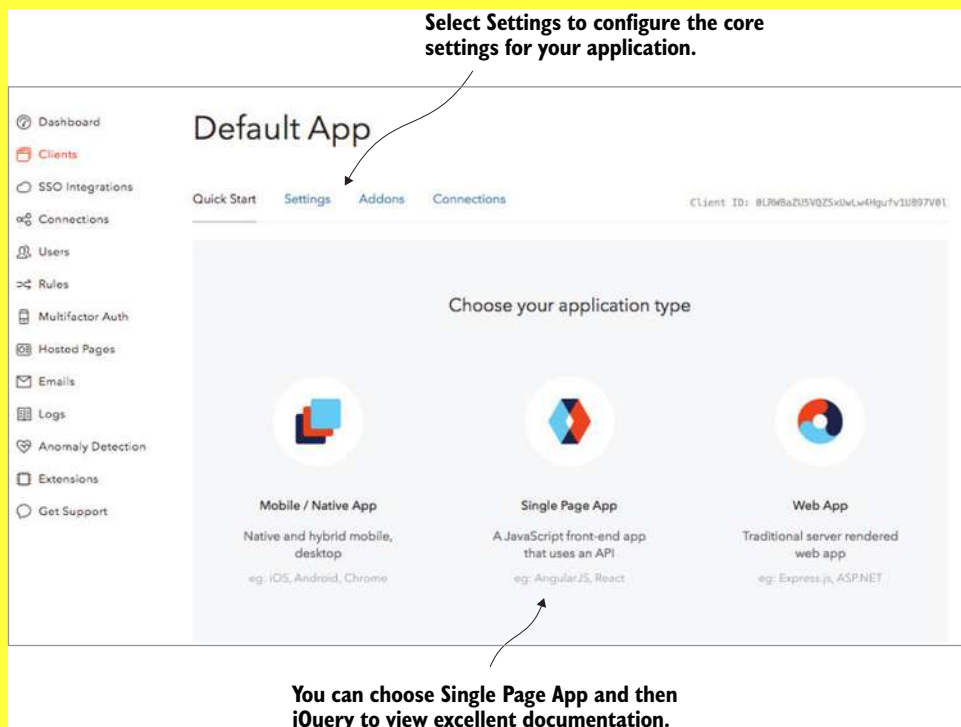 Select Settings to configure the core
settings for your application.
Dashboard
Clients
SSO Integrations
Connections
Users
Rules
Multifactor Auth
Hosted Pages
Emails
Logs
Anomaly Detection
Extensions
Get Support
Default App
Quick Start Settings Addons Connections
Client ID:
Choose your application type
Mobile / Native App
Native and hybrid mobile,
desktop
eg: iOS, Android, Chrome
Single Page App
A JavaScript front-end app
that uses an API
eg: AngularJS, React
Web App
Traditional server rendered
web app
eg: Express.js, ASP.NET
You can choose Single Page App and then
jQuery to view excellent documentation.